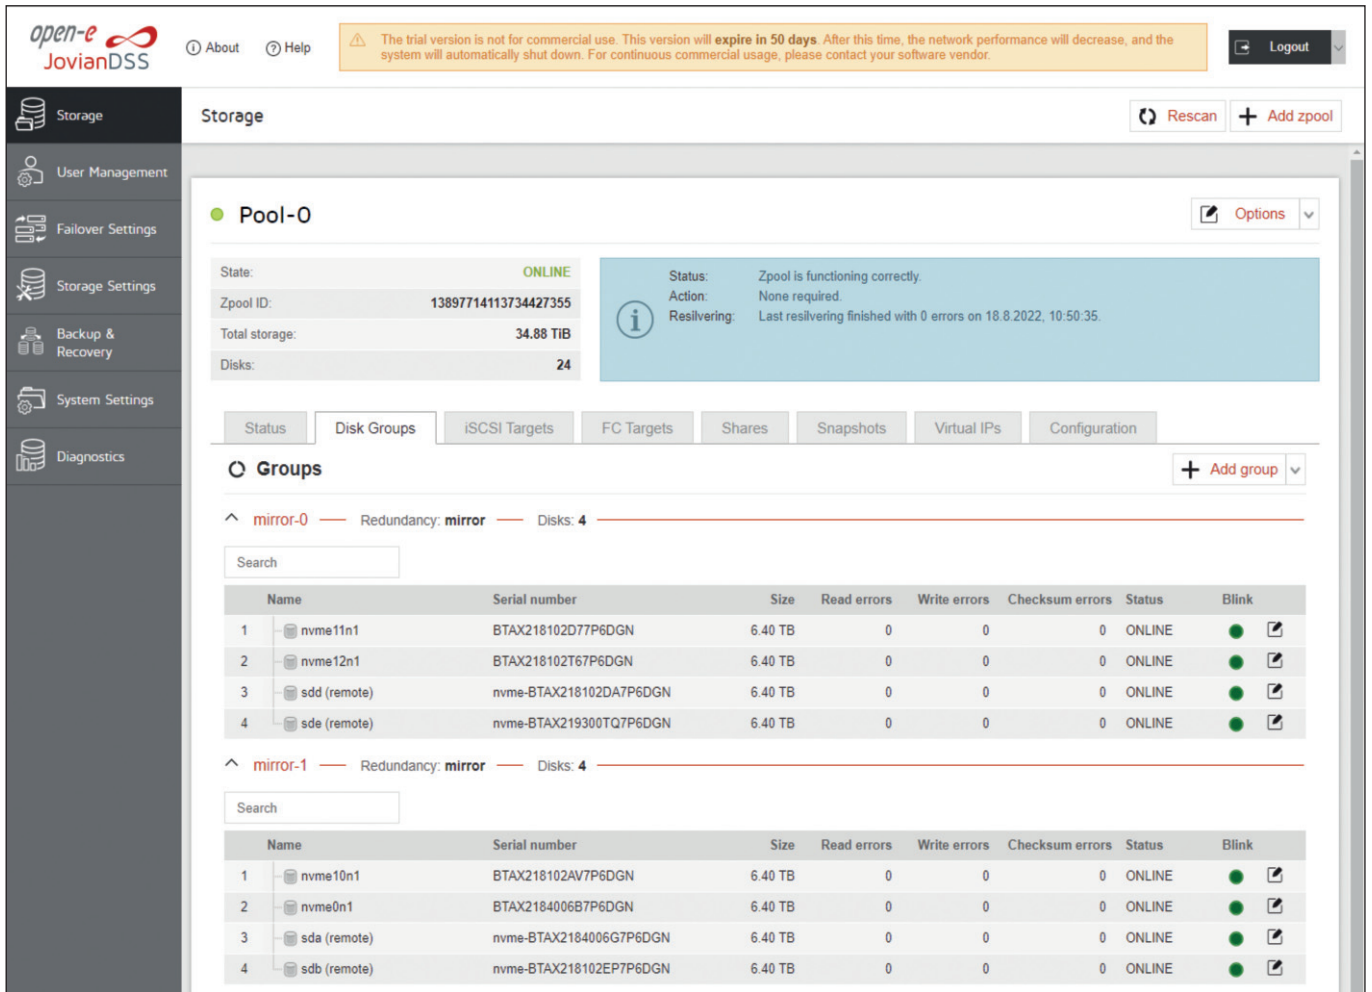 open-e
JovianDSS
About
Help
The trial version is not for commercial use. This version will expire in 50 days. After this time, the network performance will decrease, and the
system will automatically shut down. For continuous commercial usage, please contact your software vendor.
Logout
Storage
User Management
Failover Settings
Storage Settings
Backup &
Recovery
System Settings
Diagnostics
Storage
Rescan
Add zpool
Pool-0
Options
State: ONLINE
Zpool ID: 13897714113734427355
Total storage: 34.88 TiB
Disks: 24
Status: Zpool is functioning correctly.
Action: None required.
Resilvering: Last resilvering finished with 0 errors on 18.8.2022, 10:50:35.
Status Disk Groups iSCSI Targets FC Targets Shares Snapshots Virtual IPs Configuration
Groups
Add group
mirror-0 Redundancy: mirror Disks: 4
Search
Name Serial number Size Read errors Write errors Checksum errors Status Blink
1 nvme11n1 BTAX218102D77P6DGN 6.40 TB 0 0 0 ONLINE
2 nvme12n1 BTAX218102T67P6DGN 6.40 TB 0 0 0 ONLINE
3 sdd (remote) nvme-BTAX218102DA7P6DGN 6.40 TB 0 0 0 ONLINE
4 sde (remote) nvme-BTAX219300TQ7P6DGN 6.40 TB 0 0 0 ONLINE
mirror-1 Redundancy: mirror Disks: 4
Search
Name Serial number Size Read errors Write errors Checksum errors Status Blink
1 nvme10n1 BTAX218102AV7P6DGN 6.40 TB 0 0 0 ONLINE
2 nvme0n1 BTAX2184006B7P6DGN 6.40 TB 0 0 0 ONLINE
3 sda (remote) nvme-BTAX2184006G7P6DGN 6.40 TB 0 0 0 ONLINE
4 sdb (remote) nvme-BTAX218102EP7P6DGN 6.40 TB 0 0 0 ONLINE